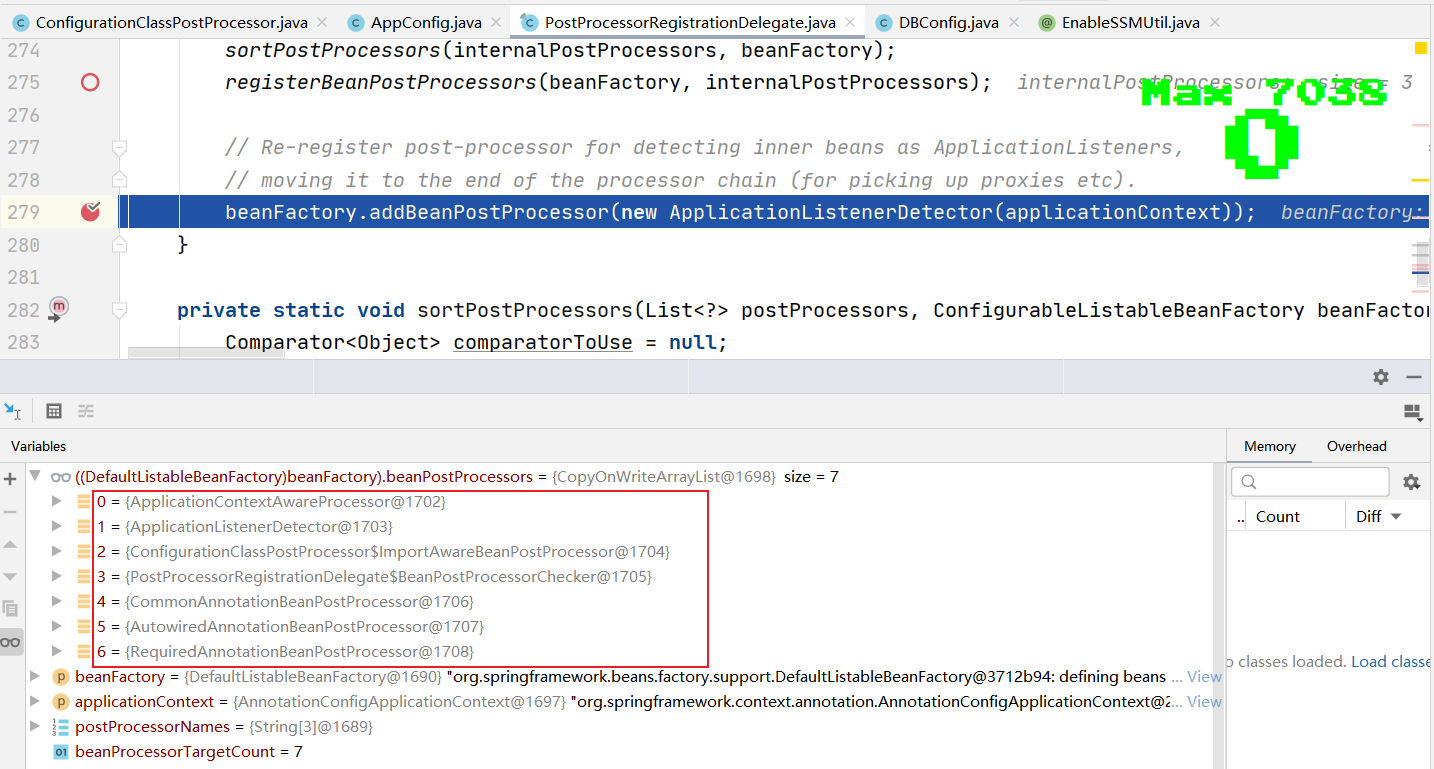 ConfigurationClassPostProcessor.java AppConfig.java PostProcessorRegistrationDelegate.java DBConfig.java EnableSSMUtil.java
274 sortPostProcessors(internalPostProcessors, beanFactory);
275 registerBeanPostProcessors(beanFactory, internalPostProcessors); internalPostProcessors: size = 3
Max 7038
0
276
277 // Re-register post-processor for detecting inner beans as ApplicationListeners,
278 // moving it to the end of the processor chain (for picking up proxies etc).
279 beanFactory.addBeanPostProcessor(new ApplicationListenerDetector(applicationContext)); beanFactory:
280 }
281
282 private static void sortPostProcessors(List<?> postProcessors, ConfigurableListableBeanFactory beanFactor
283 Comparator<Object> comparatorToUse = null;
Variables
Memory Overhead
((DefaultListableBeanFactory)beanFactory).beanPostProcessors = {CopyOnWriteArrayList@1698} size = 7
0 = {ApplicationContextAwareProcessor@1702}
1 = {ApplicationListenerDetector@1703}
.. Count Diff
2 = {ConfigurationClassPostProcessor$ImportAwareBeanPostProcessor@1704}
3 = {PostProcessorRegistrationDelegate$BeanPostProcessorChecker@1705}
4 = {CommonAnnotationBeanPostProcessor@1706}
5 = {AutowiredAnnotationBeanPostProcessor@1707}
6 = {RequiredAnnotationBeanPostProcessor@1708}
o classes loaded. Load classe
beanFactory = {DefaultListableBeanFactory@1690} "org.springframework.beans.factory.support.DefaultListableBeanFactory@3712b94: defining beans ... View
applicationContext = {AnnotationConfigApplicationContext@1697} "org.springframework.context.annotation.AnnotationConfigApplicationContext@2... View
postProcessorNames = {String[3]@1689}
01 beanProcessorTargetCount = 7